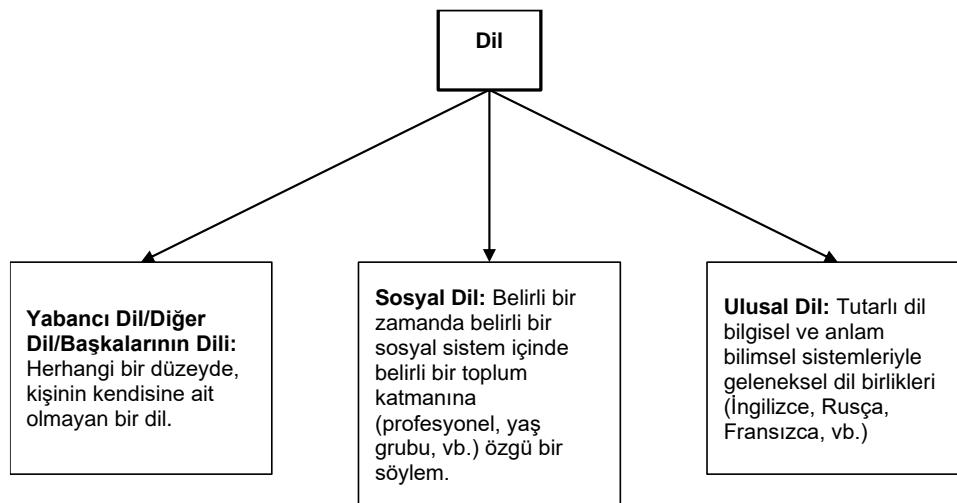 Dil
Yabancı Dil/Diğer
Dil/Başkalarının Dili:
Herhangi bir düzeyde,
kişinin kendisine ait
olmayan bir dil.
Sosyal Dil: Belirli bir
zamanda belirli bir
sosyal sistem içinde
belirli bir toplum
katmanına
(profesyonel, yaş
grubu, vb.) özgü bir
söylem.
Ulusal Dil: Tutarlı dil
bilgisel ve anlam
bilimsel sistemleriyle
geleneksel dil birlikleri
(İngilizce, Rusça,
Fransızca, vb.)